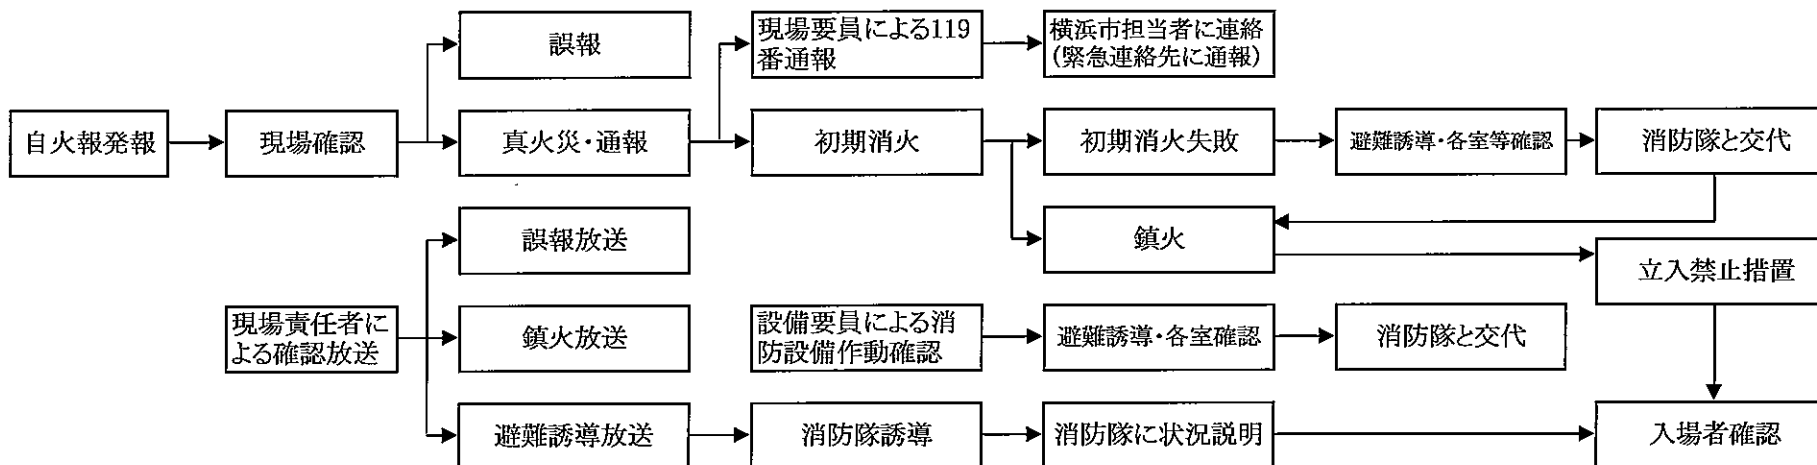 誤報
現場要員による119
番通報
横浜市担当者に連絡
(緊急連絡先に通報)
自火報発報
現場確認
真火災・通報
初期消火
初期消火失敗
避難誘導・各室等確認
消防隊と交代
誤報放送
鎮火
立入禁止措置
現場責任者に
よる確認放送
鎮火放送
設備要員による消
防設備作動確認
避難誘導・各室確認
消防隊と交代
避難誘導放送
消防隊誘導
消防隊に状況説明
入場者確認